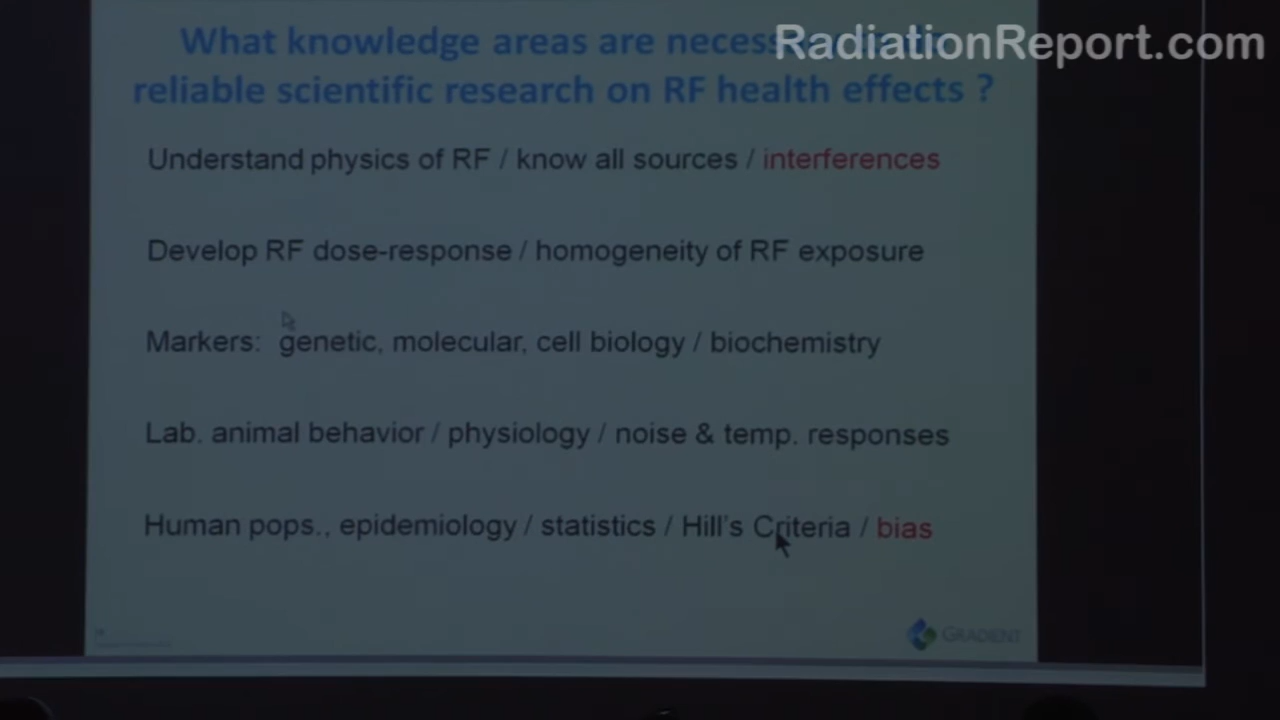 RadiationReport.com
What knowledge areas are
reliable scientific research on RF health effects ?
Understand physics of RF / know all sources / interferences
Develop RF dose-response / homogeneity of RF exposure
Markers: genetic, molecular, cell biology / biochemistry
Lab. animal behavior / physiology / noise & temp. responses
Human pops., epidemiology / statistics / Hill's Criteria / bias
GRADIENT